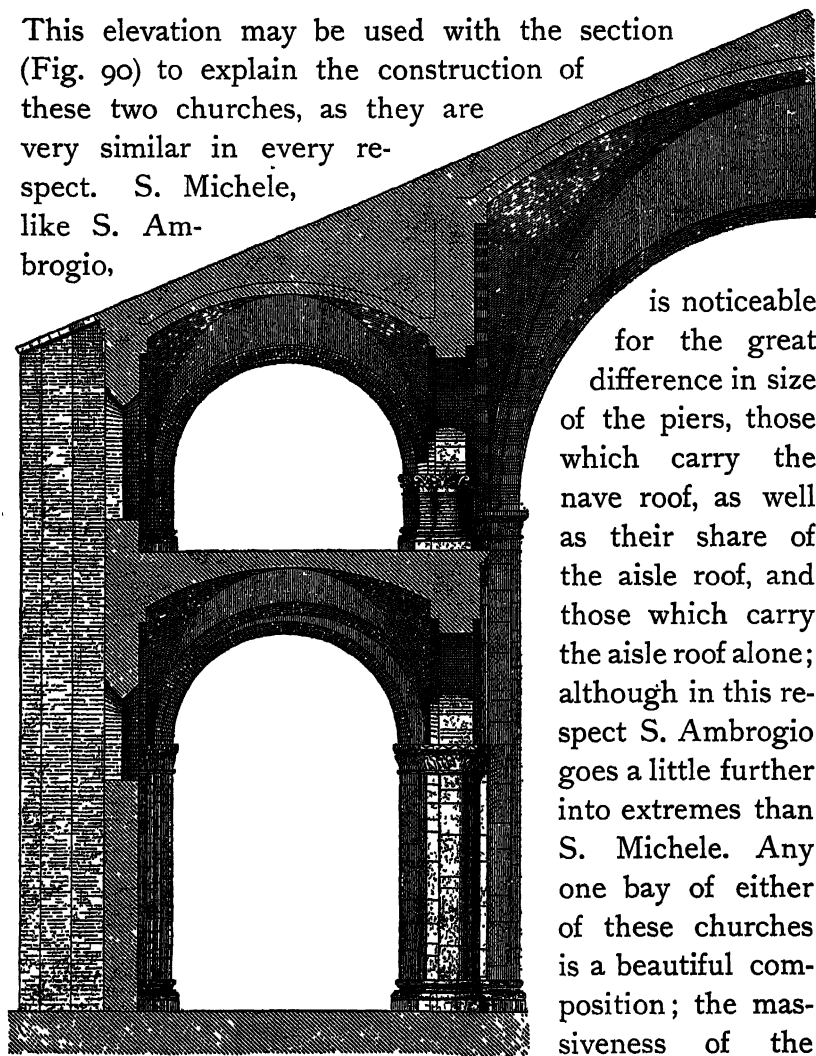 This elevation may be used with the section
(Fig. 90) to explain the construction of
these two churches, as they are
very similar in every re-
spect. S. Michele,
like S. Am-
brogio,
is noticeable
for the great
difference in size
of the piers, those
which carry the
nave roof, as well
as their share of
the aisle roof, and
those which carry
the aisle roof alone;
although in this re-
spect S. Ambrogio
goes a little further
into extremes than
S. Michele. Any
one bay of either
of these churches
is a beautiful com-
position; the mas-
siveness of the